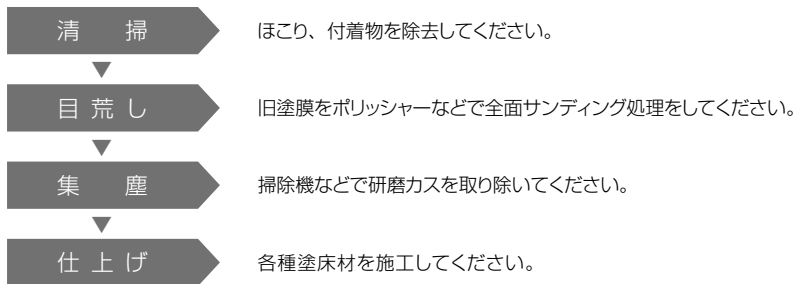 清　掃
ほこり、付着物を除去してください。
目荒し
旧塗膜をポリッシャーなどで全面サンディング処理をしてください。
集　塵
掃除機などで研磨カスを取り除いてください。
仕上げ
各種塗床材を施工してください。